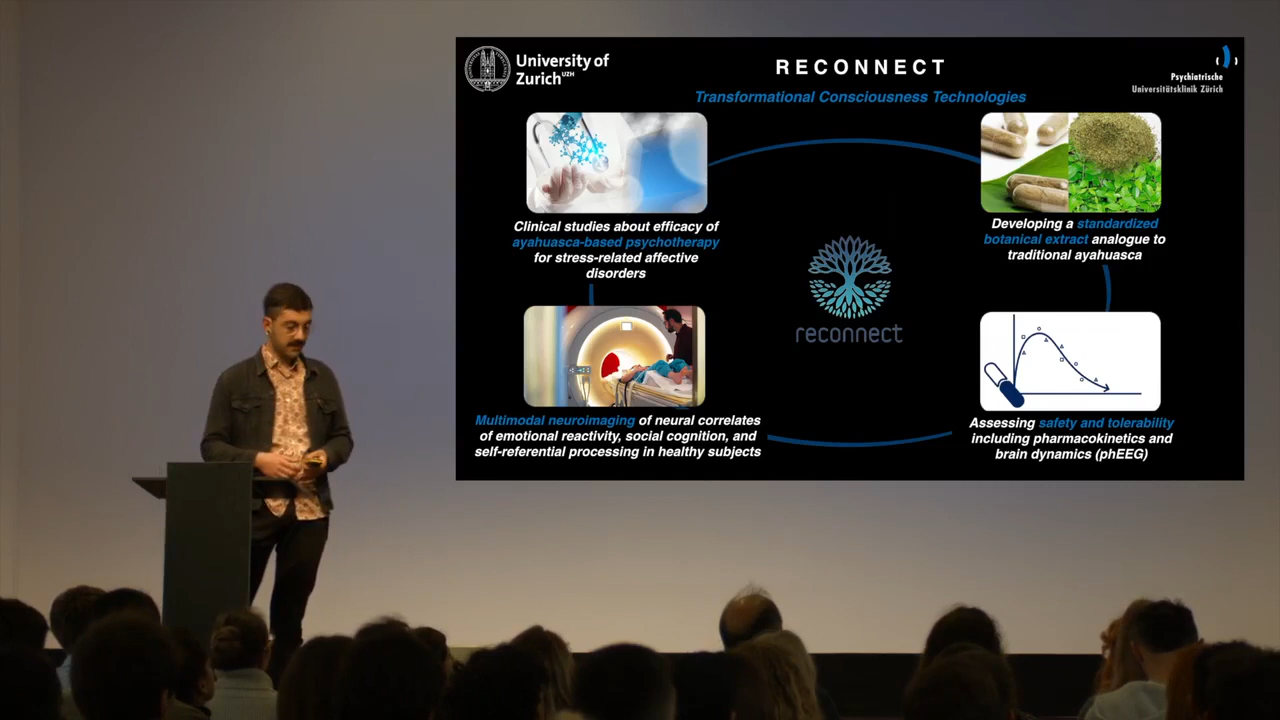 University of
Zurich UZH
RECONNECT
Transformational Consciousness Technologies
Psychiatrische
Universitätsklinik Zürich
Clinical studies about efficacy of
ayahuasca-based psychotherapy
for stress-related affective
disorders
Developing a standardized
botanical extract analogue to
traditional ayahuasca
reconnect
Multimodal neuroimaging of neural correlates
of emotional reactivity, social cognition, and
self-referential processing in healthy subjects
Assessing safety and tolerability
including pharmacokinetics and
brain dynamics (phEEG)